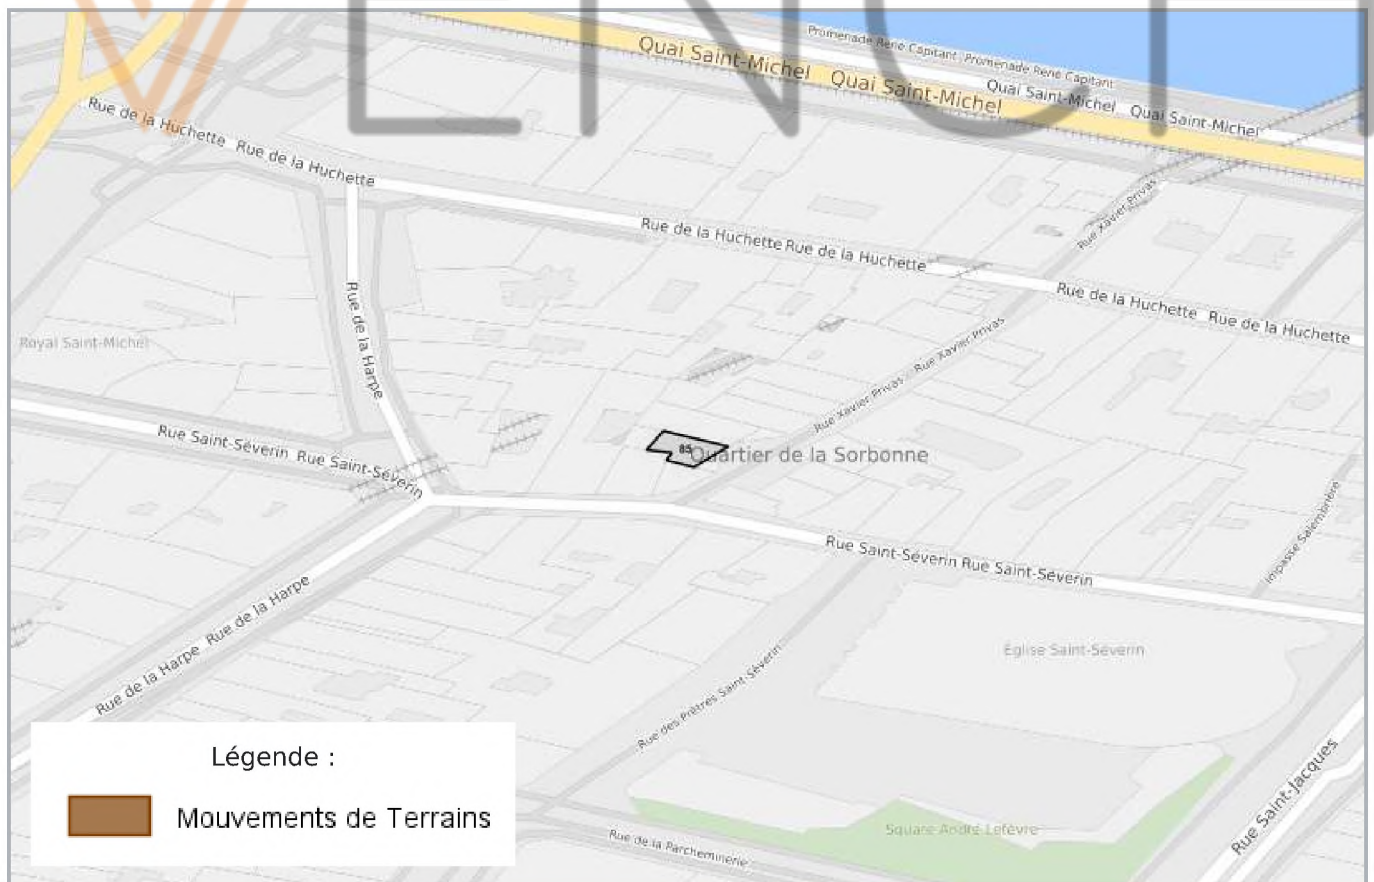 VENCH
Promenade René Capitant Promenade René Capitant
Quai Saint-Michel Quai Saint-Michel
Quai Saint-Michel Quai Saint-Michel
Rue de la Huchette Rue de la Huchette
Rue Xavier Privas
Rue de la Huchette Rue de la Huchette
Rue de la Huchette Rue de la Huchette
Rue de la Harpe
Royal Saint-Michel
Rue Xavier Privas Rue Xavier Privas
Rue Saint-Séverin Rue Saint-Séverin
85
Quartier de la Sorbonne
Impasse Salembrière
Rue Saint-Séverin Rue Saint-Séverin
Rue de la Harpe Rue de la Harpe
Église Saint-Séverin
Rue des Prêtres Saint-Séverin
Légende :
Mouvements de Terrains
Rue Saint-Jacques
Square André Lefèvre
Rue de la Parcheminerie